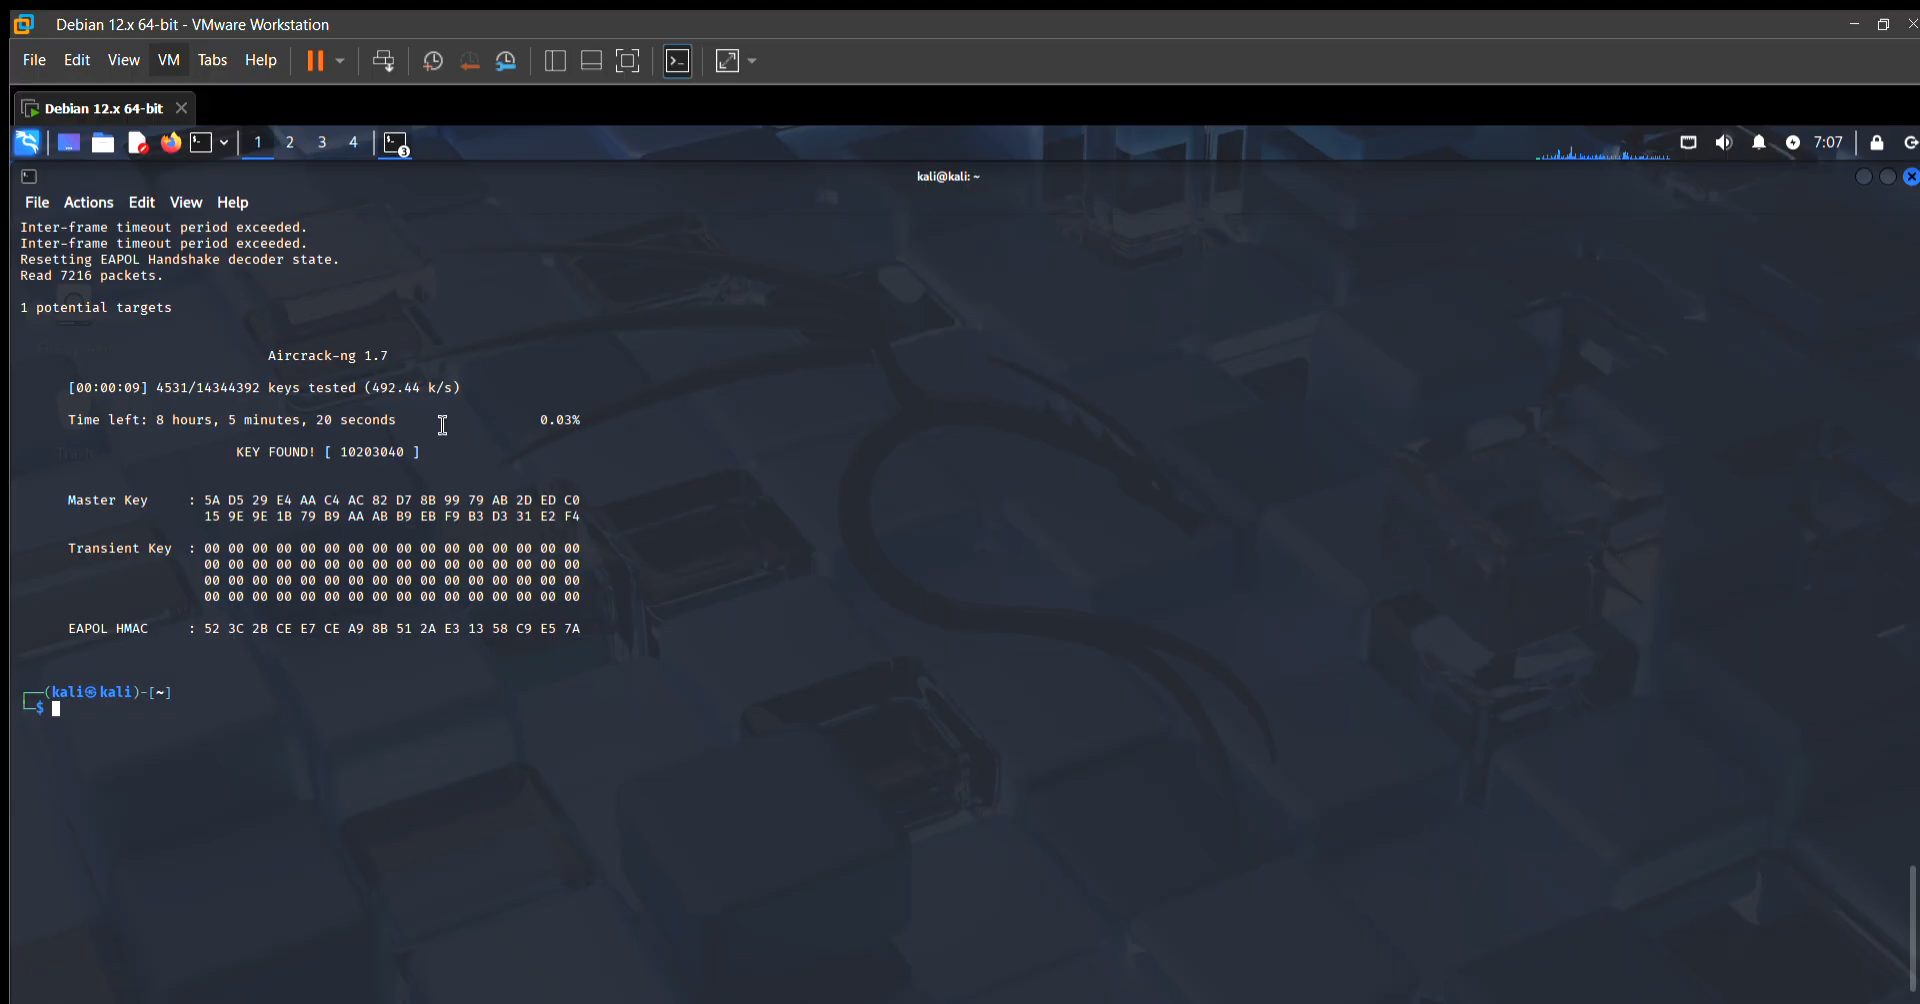 Debian 12.x 64-bit - VMware Workstation
File Edit View VM Tabs Help
Debian 12.x 64-bit
1 2 3 4 3 7:07
kali@kali: ~
File Actions Edit View Help
Inter-frame timeout period exceeded.
Inter-frame timeout period exceeded.
Resetting EAPOL Handshake decoder state.
Read 7216 packets.
1 potential targets
Aircrack-ng 1.7
[00:00:09] 4531/14344392 keys tested (492.44 k/s)
Time left: 8 hours, 5 minutes, 20 seconds 0.03%
KEY FOUND! [ 10203040 ]
Master Key : 5A D5 29 E4 AA C4 AC 82 D7 8B 99 79 AB 2D ED C0
15 9E 9E 1B 79 B9 AA AB B9 EB F9 B3 D3 31 E2 F4
Transient Key : 00 00 00 00 00 00 00 00 00 00 00 00 00 00 00 00
00 00 00 00 00 00 00 00 00 00 00 00 00 00 00 00
00 00 00 00 00 00 00 00 00 00 00 00 00 00 00 00
00 00 00 00 00 00 00 00 00 00 00 00 00 00 00 00
EAPOL HMAC : 52 3C 2B CE E7 CE A9 8B 51 2A E3 13 58 C9 E5 7A
┌──(kali㉿kali)-[~]
└─$